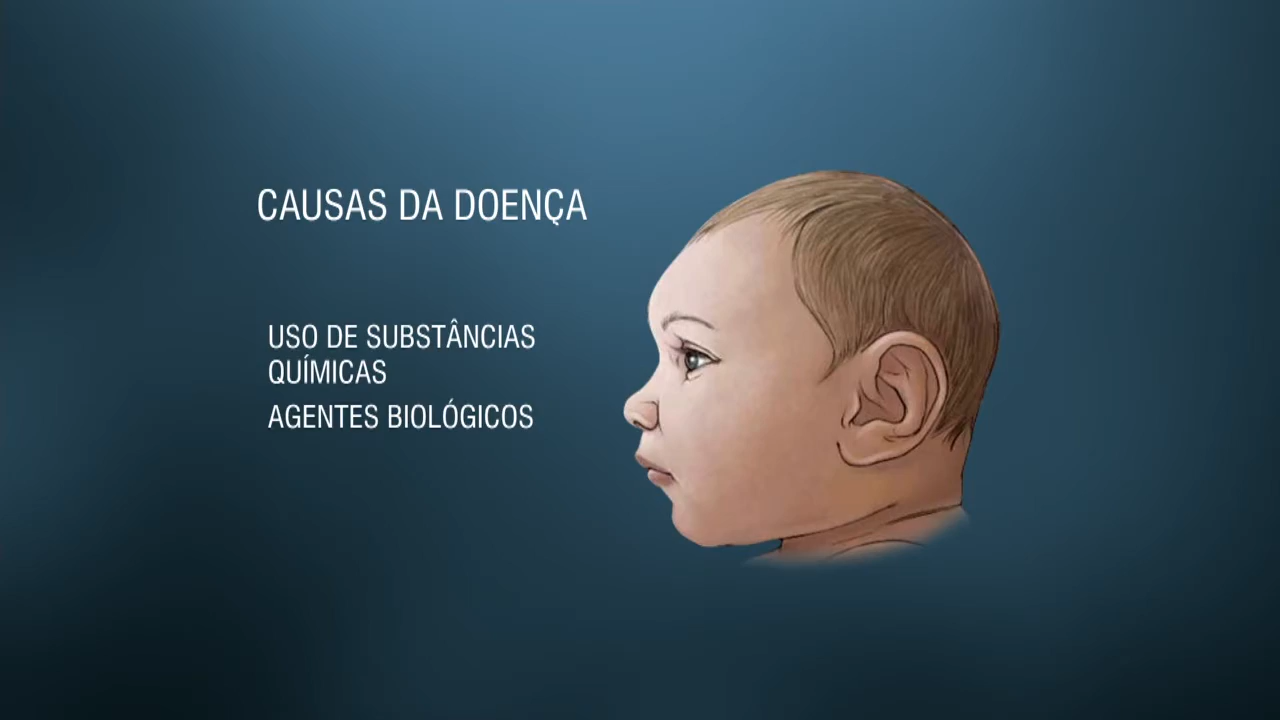 CAUSAS DA DOENÇA
USO DE SUBSTÂNCIAS
QUÍMICAS
AGENTES BIOLÓGICOS